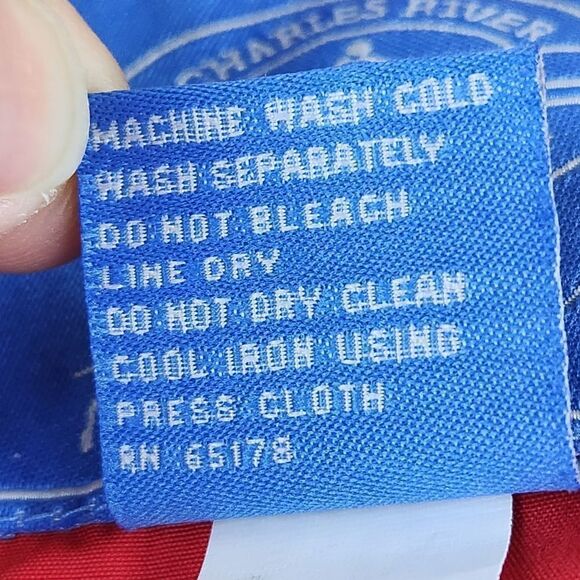 CHARLES RIVER
MACHINE WASH COLD
WASH SEPARATELY
DO NOT BLEACH
LINE DRY
DO NOT DRY CLEAN
COOL IRON USING
PRESS CLOTH
RN 65178